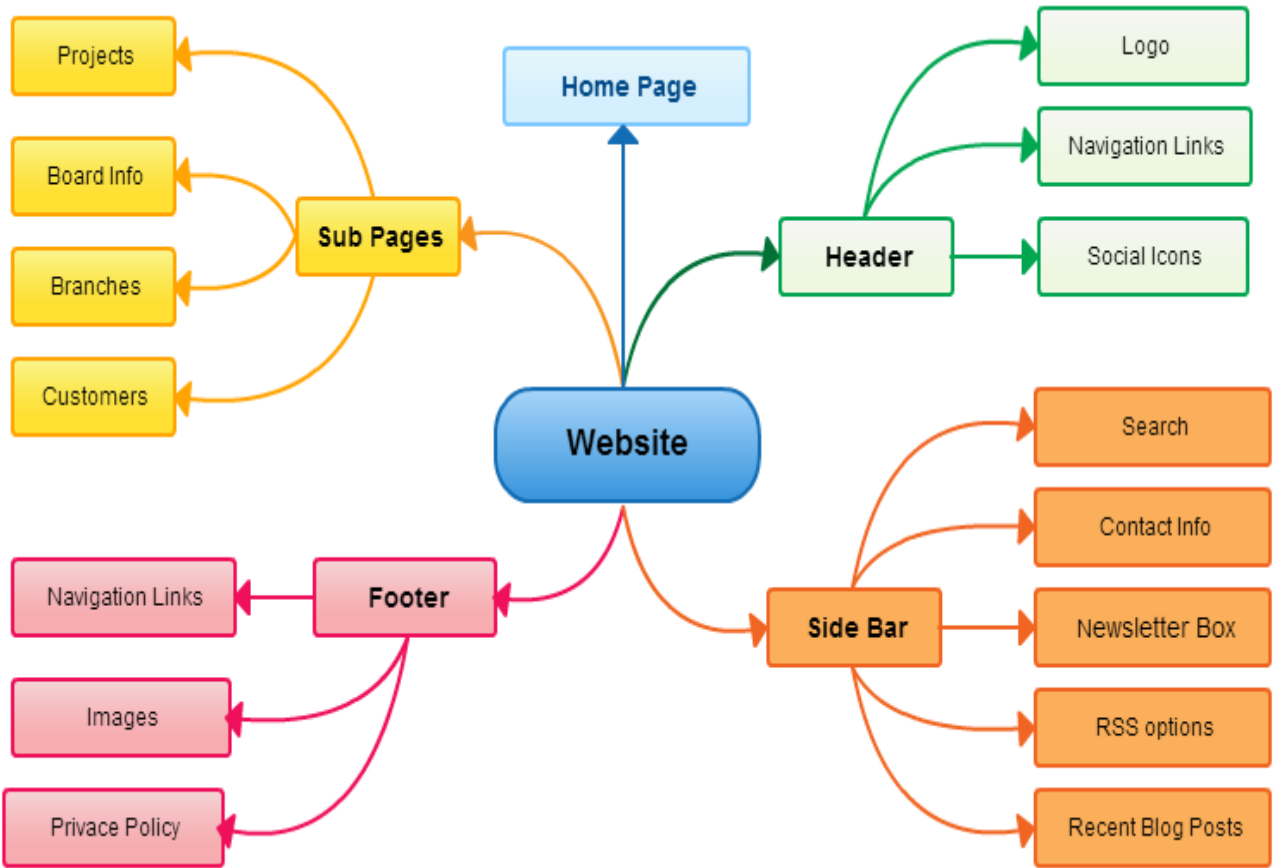 Projects
Board Info
Branches
Customers
Sub Pages
Home Page
Header
Logo
Navigation Links
Social Icons
Website
Footer
Navigation Links
Images
Privace Policy
Side Bar
Search
Contact Info
Newsletter Box
RSS options
Recent Blog Posts